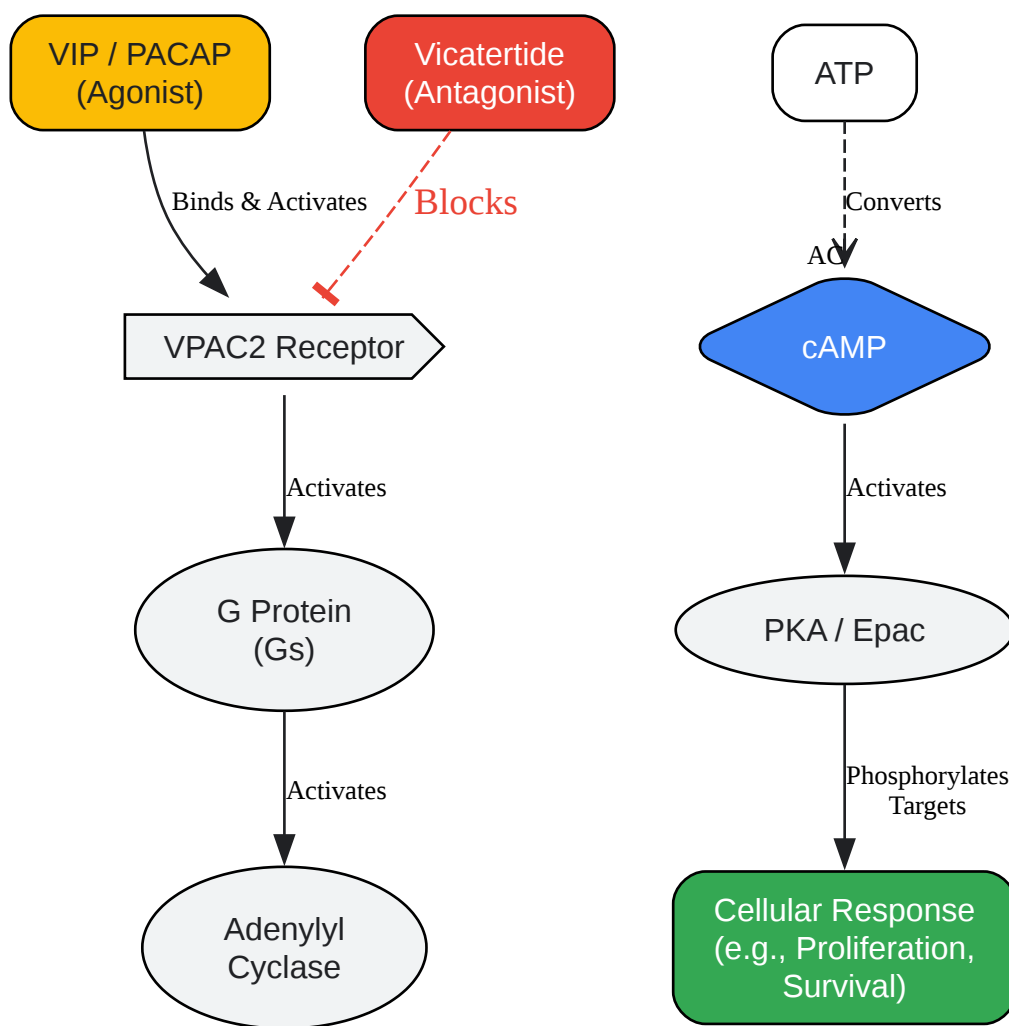 VIP / PACAP
(Agonist)
Vicatertide
(Antagonist)
ATP
Binds & Activates
Blocks
Converts
AC
VPAC2 Receptor
cAMP
Activates
Activates
G Protein
(Gs)
PKA / Epac
Activates
Phosphorylates
Targets
Adenylyl
Cyclase
Cellular Response
(e.g., Proliferation,
Survival)